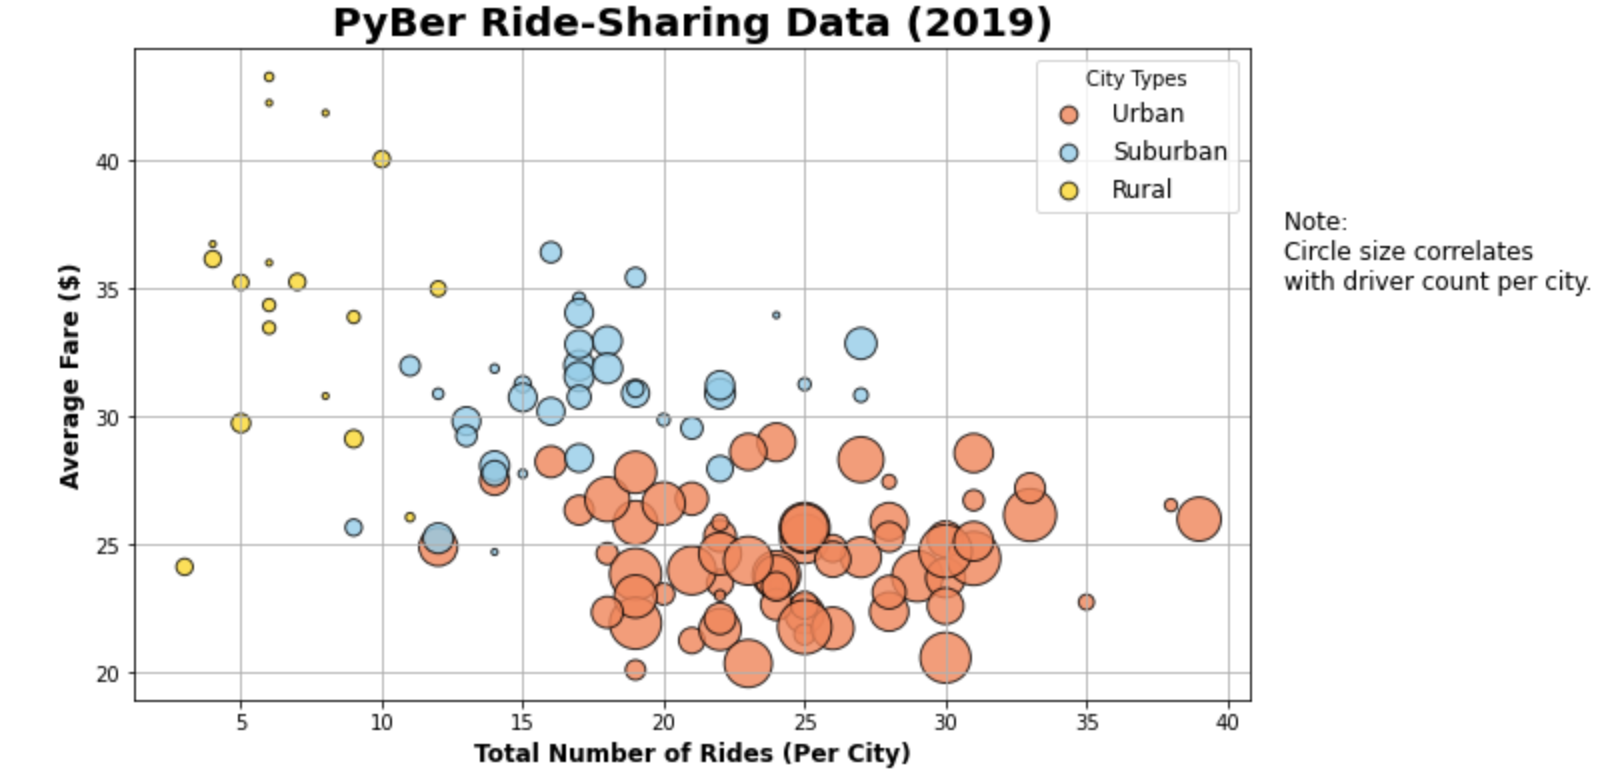 PyBer Ride-Sharing Data (2019)
City Types
Urban
Suburban
Rural
Note:
Circle size correlates
with driver count per city.
Average Fare ($)
40
35
30
25
20
5 10 15 20 25 30 35 40
Total Number of Rides (Per City)